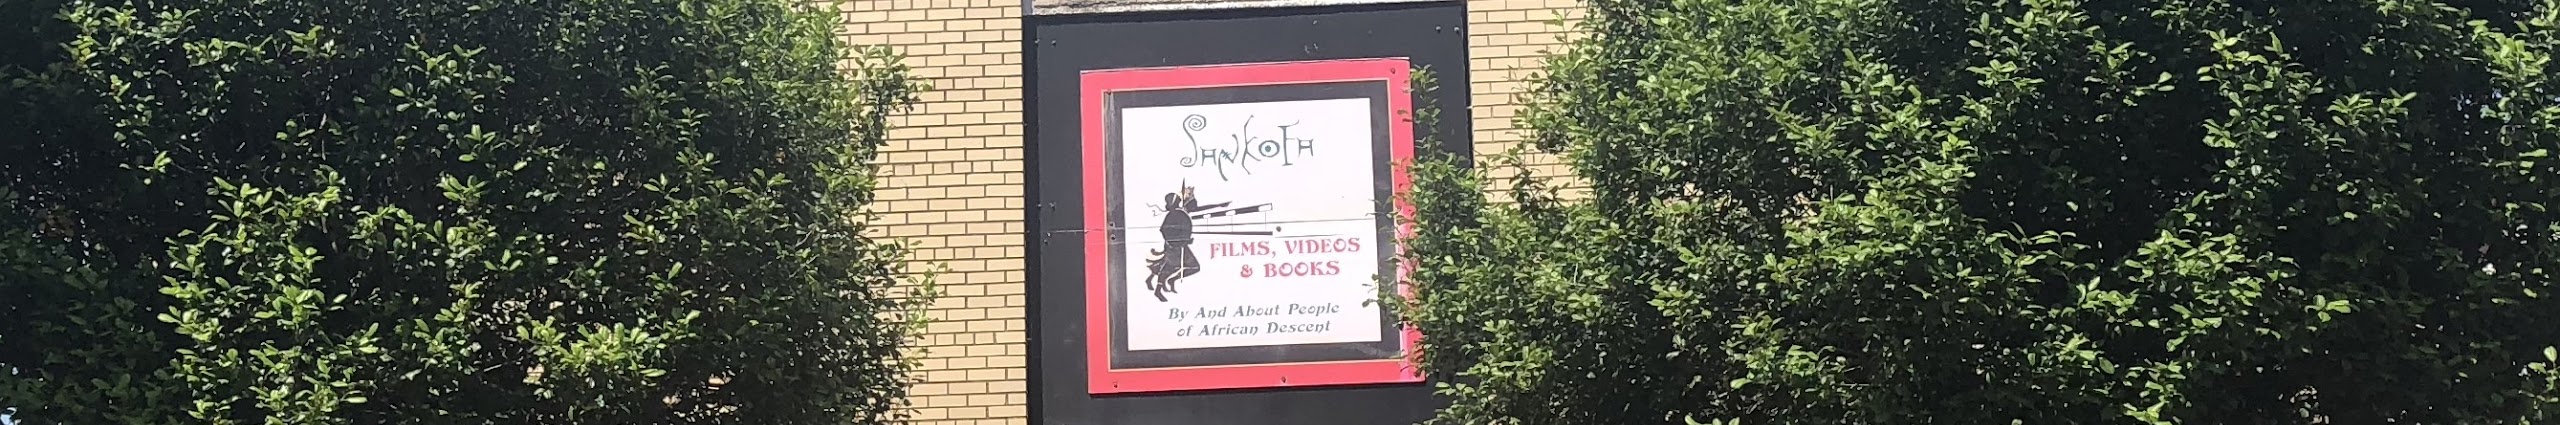 SANKOFA
FILMS, VIDEOS
& BOOKS
By And About People
of African Descent